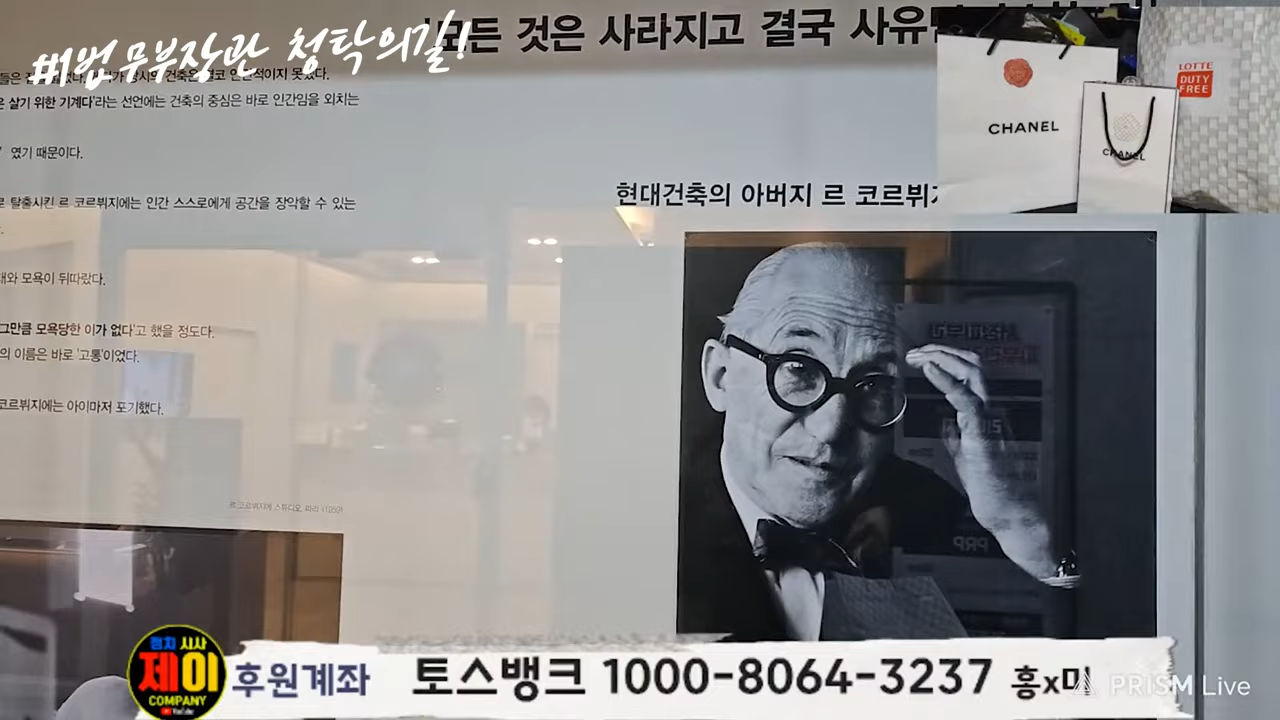 #법무부장관 청탁의길!
모든 것은 사라지고 결국 사유
CHANEL
CHANEL
LOTTE
DUTY
FREE
살기 위한 기계다'라는 선언에는 건축의 중심은 바로 인간임을 외치는
였기 때문이다.
현대건축의 아버지 르 코르뷔지
탈출시킨 르 코르뷔지에는 인간 스스로에게 공간을 장악할 수 있는
모욕이 뒤따랐다.
그만큼 모욕당한 이가 없다'고 했을 정도다.
의 이름은 바로 '고통'이었다.
코르뷔지에는 아이마저 포기했다.
정치 시사
제이
COMPANY
YouTube
후원계좌 토스뱅크 1000-8064-3237 홍x미
PRISM Live